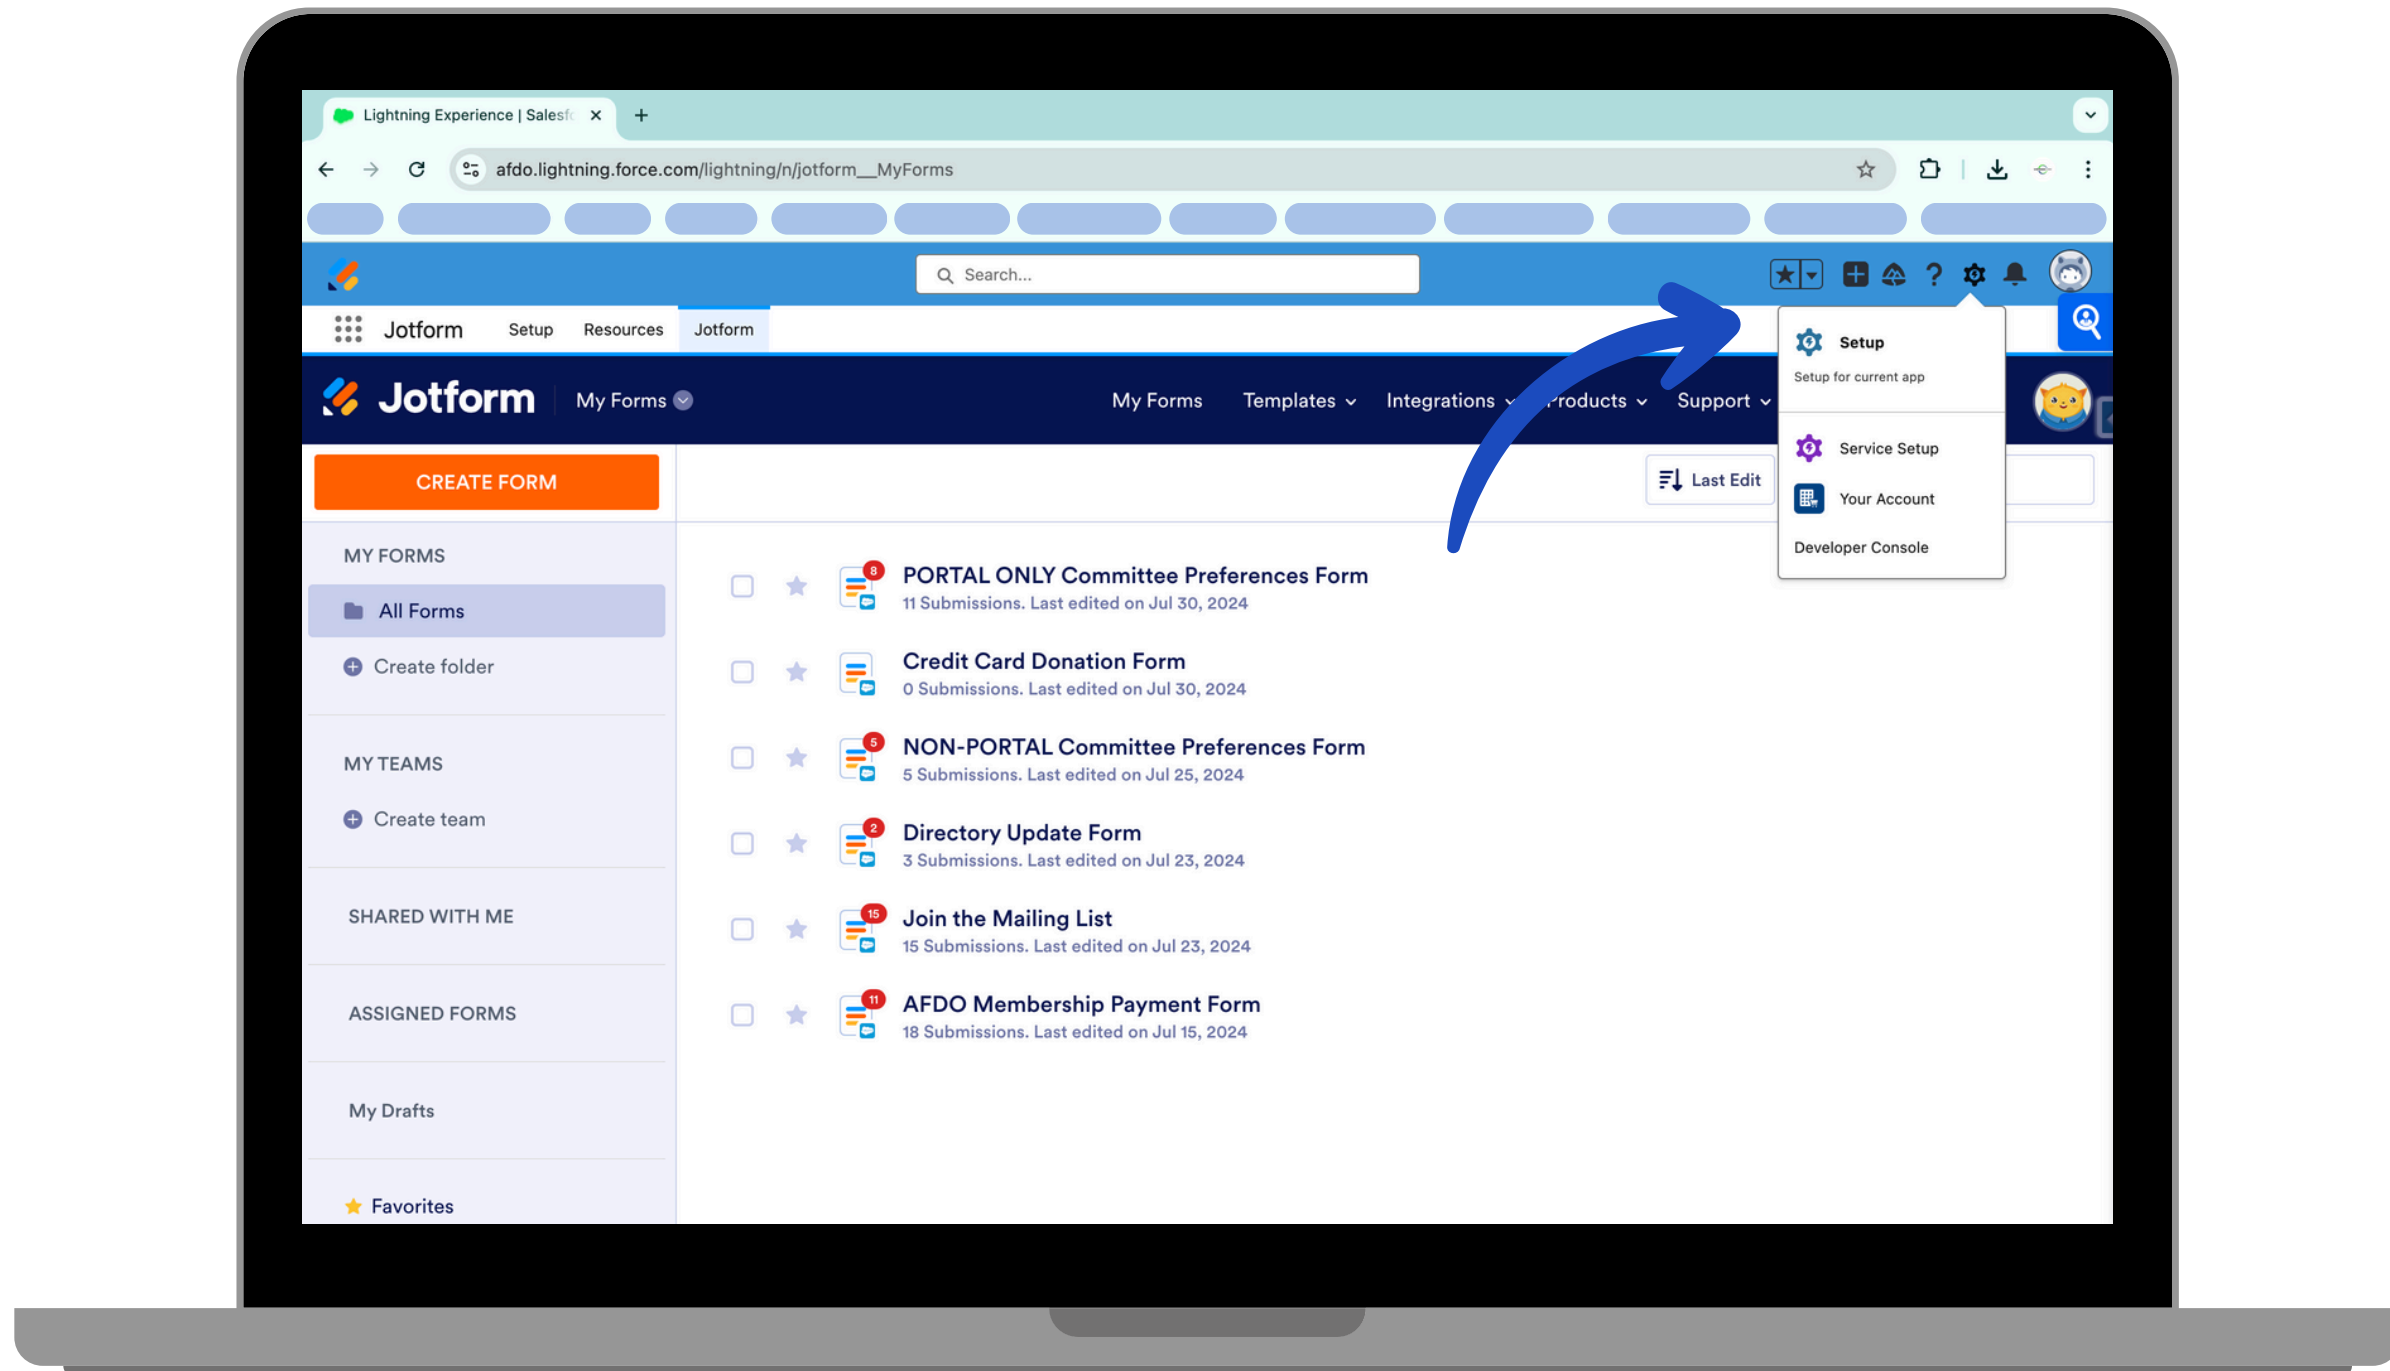 Lightning Experience | Salesfo
afdo.lightning.force.com/lightning/n/jotform__MyForms
Search...
Jotform
Setup
Resources
Jotform
Jotform
My Forms
My Forms
Templates
Integrations
Products
Support
Setup
Setup for current app
Service Setup
Your Account
Developer Console
CREATE FORM
Last Edit
MY FORMS
All Forms
Create folder
MY TEAMS
Create team
SHARED WITH ME
ASSIGNED FORMS
My Drafts
Favorites
8
PORTAL ONLY Committee Preferences Form
11 Submissions. Last edited on Jul 30, 2024
Credit Card Donation Form
0 Submissions. Last edited on Jul 30, 2024
5
NON-PORTAL Committee Preferences Form
5 Submissions. Last edited on Jul 25, 2024
2
Directory Update Form
3 Submissions. Last edited on Jul 23, 2024
15
Join the Mailing List
15 Submissions. Last edited on Jul 23, 2024
11
AFDO Membership Payment Form
18 Submissions. Last edited on Jul 15, 2024